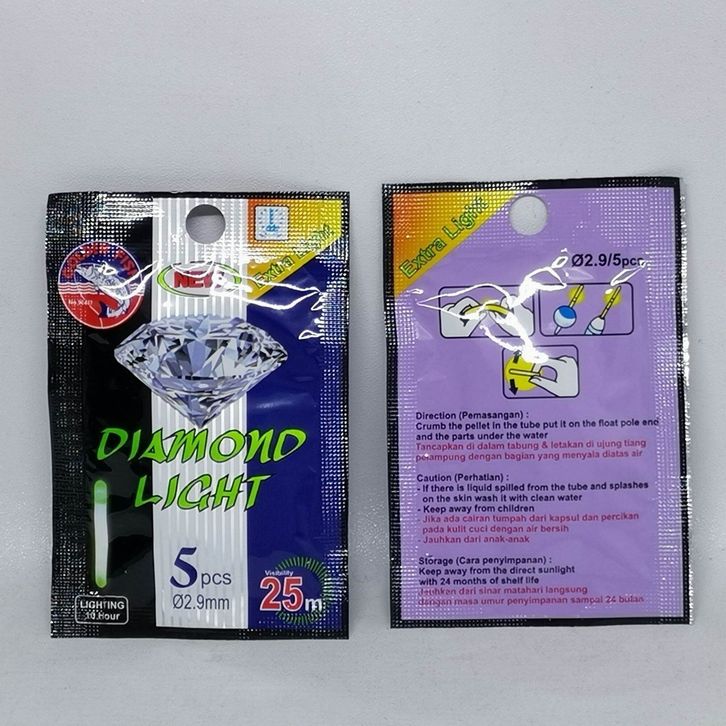 GOLDEN FISH
NEW
Extra Light
DIAMOND
LIGHT
5 pcs
Ø2.9mm
Visibility
25m
LIGHTING
10 Hour
Extra Light
Ø2.9/5pcs
Direction (Pemasangan) :
Crumb the pellet in the tube put it on the float pole end
and the parts under the water
Tancapkan di dalam tabung & letakan di ujung tiang
pelampung dengan bagian yang menyala diatas air
Caution (Perhatian) :
- If there is liquid spilled from the tube and splashes
on the skin wash it with clean water
- Keep away from children
- Jika ada cairan tumpah dari kapsul dan percikan
pada kulit cuci dengan air bersih
- Jauhkan dari anak-anak
Storage (Cara penyimpanan) :
Keep away from the direct sunlight
with 24 months of shelf life
Jauhkan dari sinar matahari langsung
dengan masa umur penyimpanan sampai 24 bulan